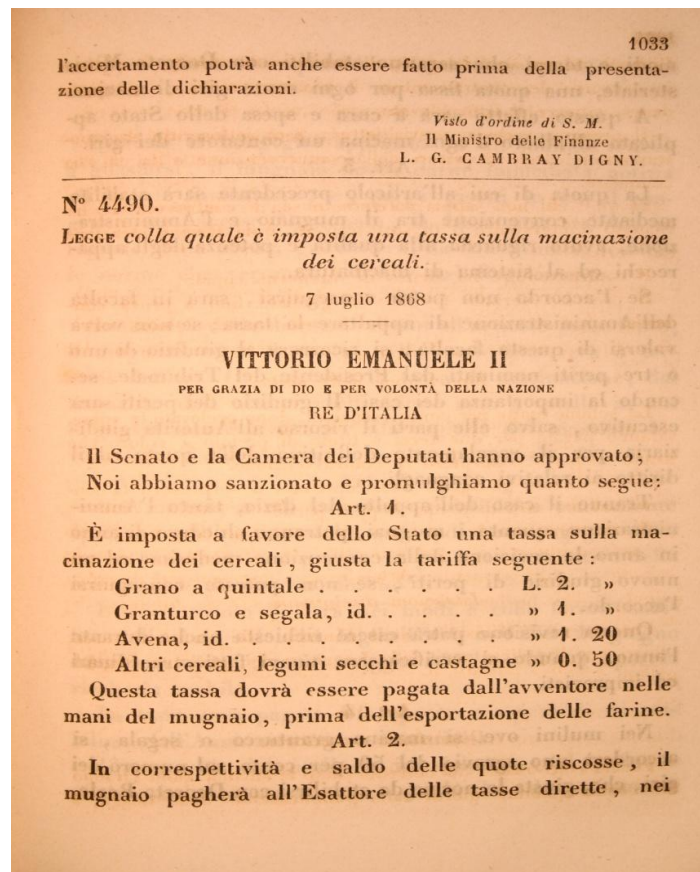 1033
l'accertamento potrà anche essere fatto prima della presenta-
zione delle dichiarazioni.
Visto d'ordine di S. M.
Il Ministro delle Finanze
L. G. CAMBRAY DIGNY.
N° 4490.
LEGGE colla quale è imposta una tassa sulla macinazione
dei cereali.
7 luglio 1868
VITTORIO EMANUELE II
PER GRAZIA DI DIO E PER VOLONTÀ DELLA NAZIONE
RE D'ITALIA
Il Senato e la Camera dei Deputati hanno approvato;
Noi abbiamo sanzionato e promulghiamo quanto segue:
Art. 1.
È imposta a favore dello Stato una tassa sulla ma-
cinazione dei cereali, giusta la tariffa seguente:
Grano a quintale . . . . . . L. 2. »
Granturco e segala, id. . . . . » 1. »
Avena, id. . . . . . . . . » 1. 20
Altri cereali, legumi secchi e castagne » 0. 50
Questa tassa dovrà essere pagata dall'avventore nelle
mani del mugnaio, prima dell'esportazione delle farine.
Art. 2.
In correspettività e saldo delle quote riscosse, il
mugnaio pagherà all'Esattore delle tasse dirette, nei